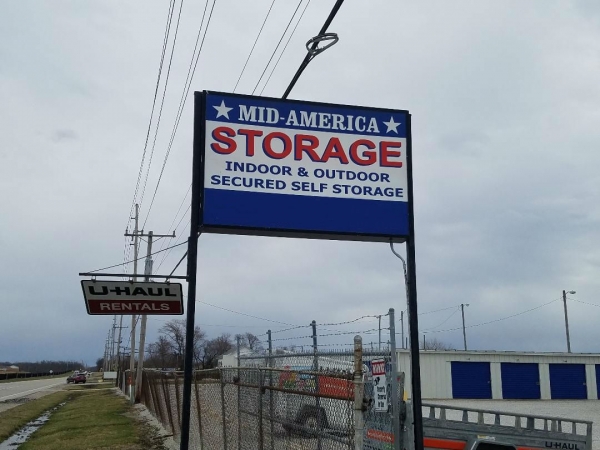 MID-AMERICA
STORAGE
INDOOR & OUTDOOR
SECURED SELF STORAGE
U-HAUL
RENTALS
U-HAUL